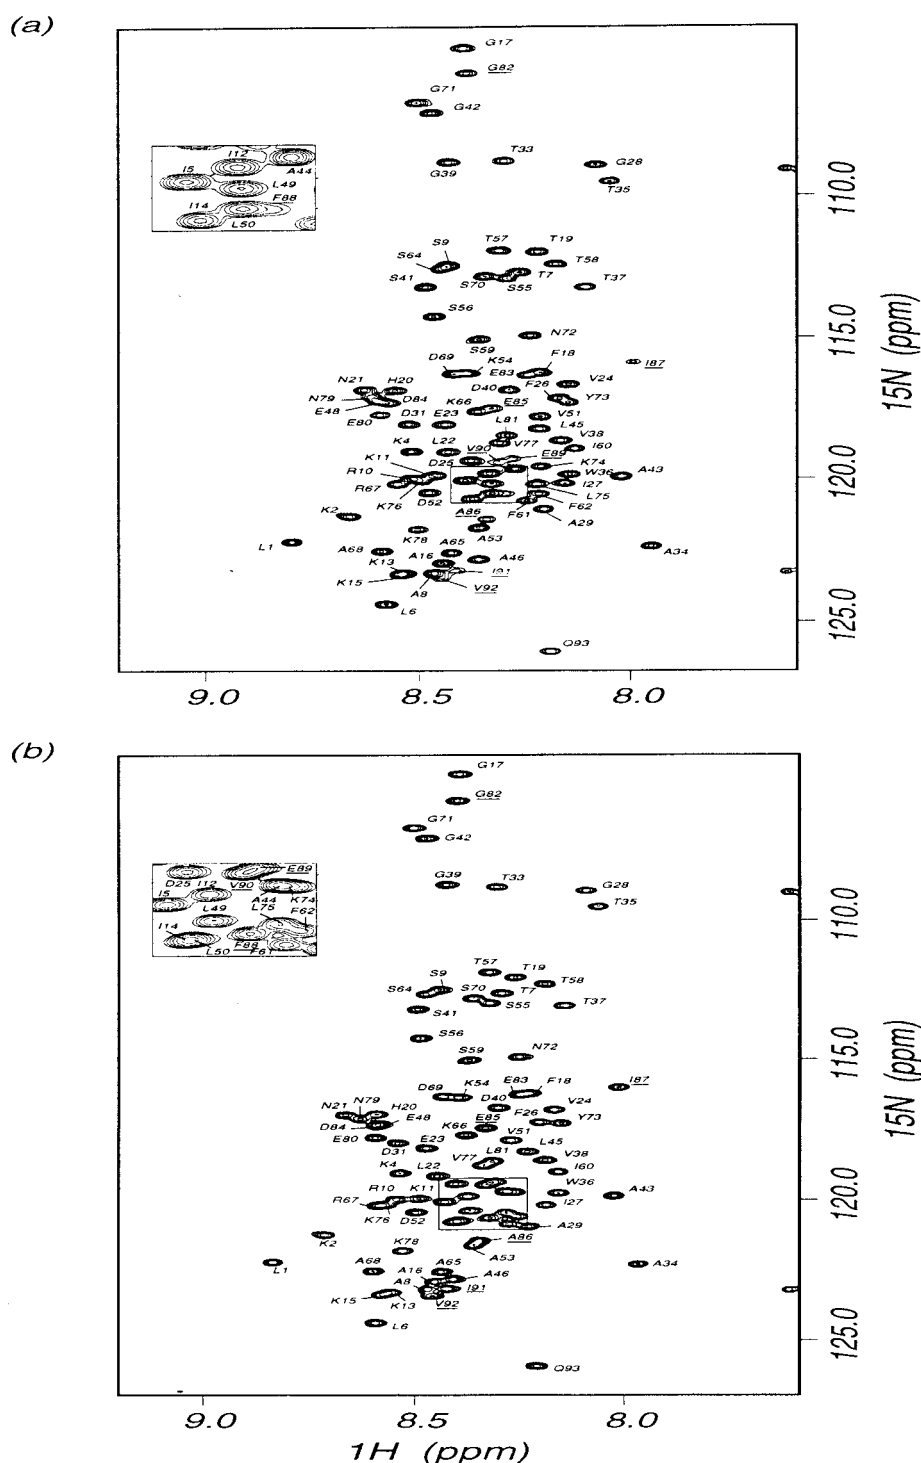 (a)
G17
G82
G71
G42
T33
G39
G28
T35
I12
I5
A44
L49
F88
I14
L50
110.0
S9
T57
T19
S64
T58
S41
S70
S55
T7
T37
S56
115.0
15N (ppm)
N72
S59
D69
K54
F18
E83
I87
N21
H20
D40
V24
N79
D84
F26
Y73
E48
K66
E85
E80
D31
E23
L81
V51
L45
K4
L22
V77
V38
V90
I60
K11
D25
E89
K74
R10
W36
A43
120.0
R67
K76
I27
L75
D52
F62
K2
A86
F61
A29
K78
A53
L1
A68
A65
A34
K13
A16
A46
K15
I91
A8
V92
L6
125.0
Q93
9.0
8.5
8.0
(b)
G17
G82
G71
G42
G39
T33
G28
T35
E89
D25
I12
V90
I5
A44
K74
L75
L49
F62
I14
F88
L50
F61
110.0
T57
S9
T19
S64
S70
T58
T7
S41
S55
T37
S56
115.0
15N (ppm)
S59
N72
D69
K54
E83
F18
I87
N21
N79
H20
D40
V24
D84
E48
F26
Y73
E80
K66
E85
V51
D31
E23
L81
L45
K4
L22
V77
V38
I60
R10
K11
W36
A43
120.0
R67
K76
I27
D52
K2
A29
K78
A86
L1
A53
A34
A68
A65
A16
A46
A8
K15
K13
I91
V92
L6
125.0
Q93
9.0
8.5
8.0
1H (ppm)